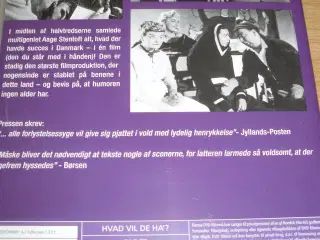 I midten af halvtredserne samlede
multigeniet Aage Stentoft alt, hvad der
havde succes i Danmark – i én film
(den du står med i hånden)! Den er
stadig den største filmproduktion, der
nogensinde er stablet på benene i
dette land – og bevis på, at humoren
ingen alder har.
Pressen skrev:
"... alle forlystelsessyge vil give sig pjattet i vold med lydelig henrykkelse"- Jyllands-Posten
"Måske bliver det nødvendigt at tekste nogle af scenerne, for latteren larmede så voldsomt, at der
gefrem hyssedes" - Børsen
HVAD VIL DE HA'?